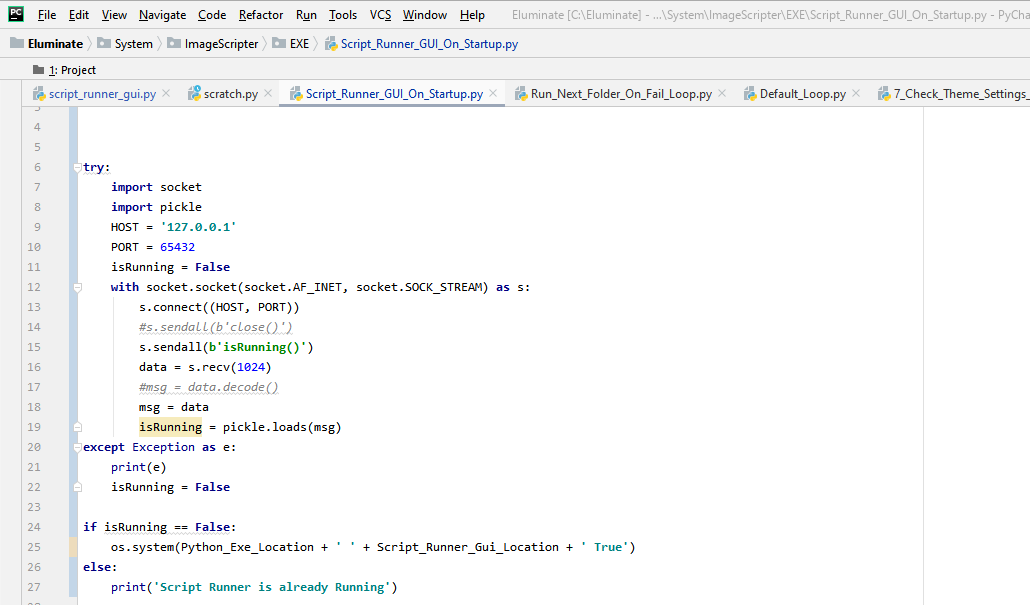 PC File Edit View Navigate Code Refactor Run Tools VCS Window Help Eluminate [C:\Eluminate] - ...\System\ImageScripter\EXE\Script_Runner_GUI_On_Startup.py - PyCha
Eluminate System ImageScripter EXE Script_Runner_GUI_On_Startup.py
1: Project
script_runner_gui.py scratch.py Script_Runner_GUI_On_Startup.py Run_Next_Folder_On_Fail_Loop.py Default_Loop.py 7_Check_Theme_Settings_
4
5
6 try:
7 import socket
8 import pickle
9 HOST = '127.0.0.1'
10 PORT = 65432
11 isRunning = False
12 with socket.socket(socket.AF_INET, socket.SOCK_STREAM) as s:
13 s.connect((HOST, PORT))
14 #s.sendall(b'close()')
15 s.sendall(b'isRunning()')
16 data = s.recv(1024)
17 #msg = data.decode()
18 msg = data
19 isRunning = pickle.loads(msg)
20 except Exception as e:
21 print(e)
22 isRunning = False
23
24 if isRunning == False:
25 os.system(Python_Exe_Location + ' ' + Script_Runner_Gui_Location + ' True')
26 else:
27 print('Script Runner is already Running')